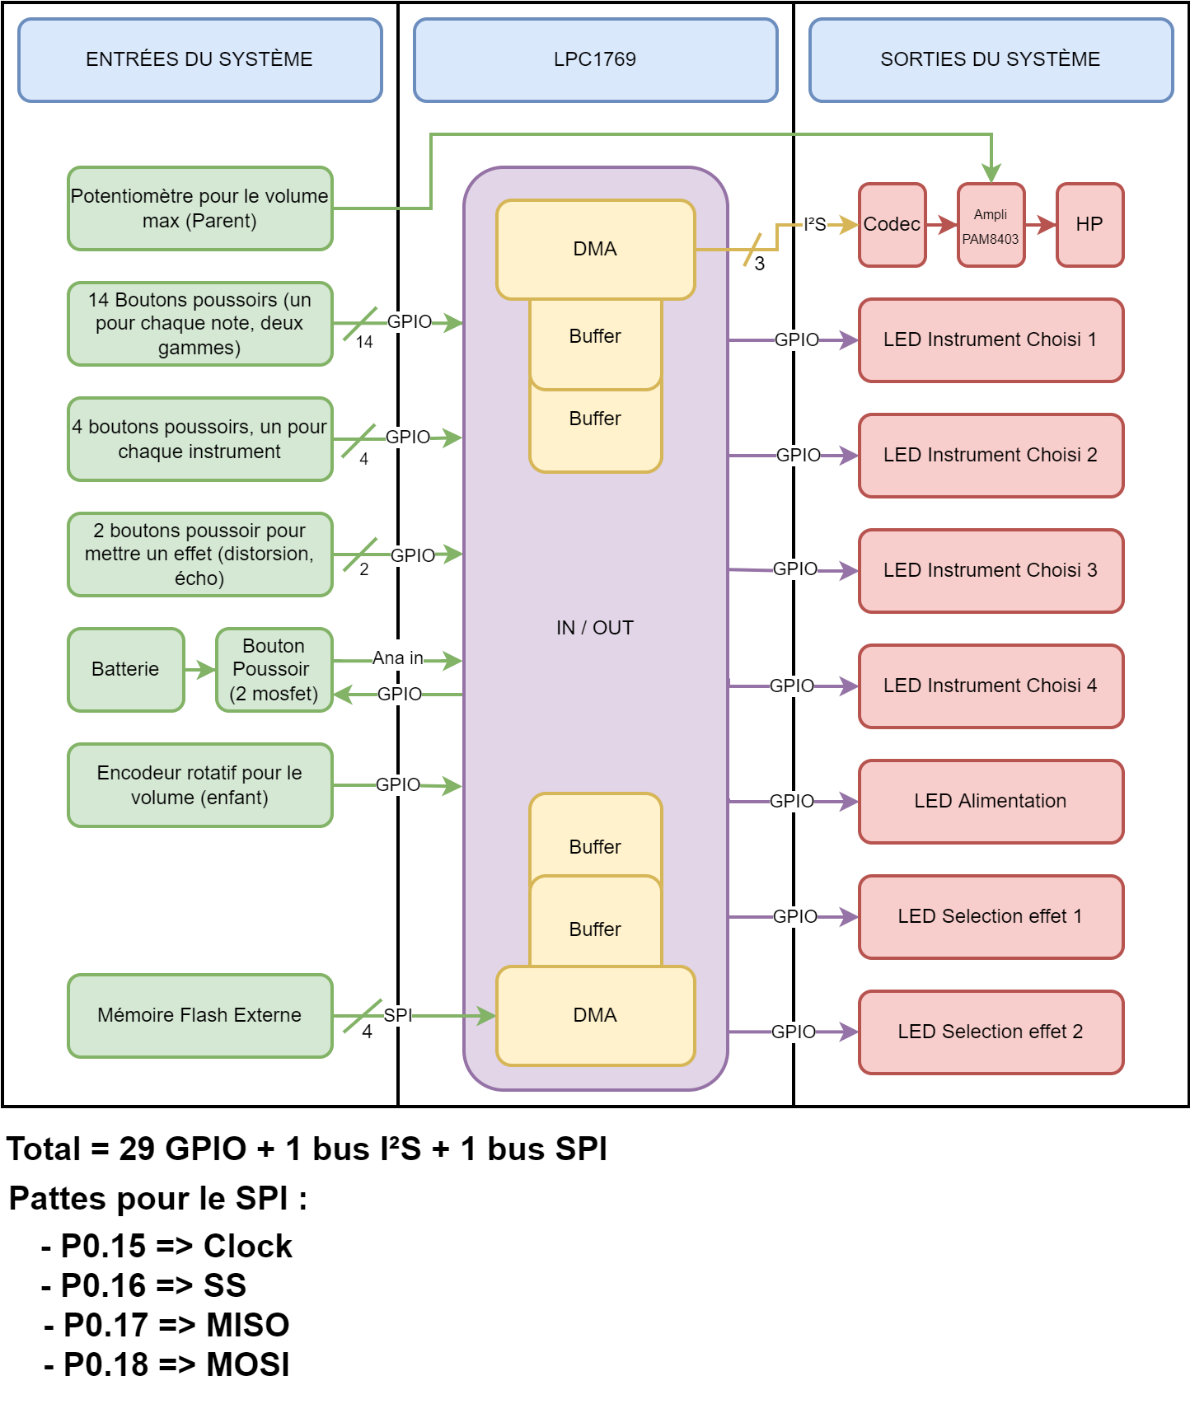 ENTRÉES DU SYSTÈME
LPC1769
SORTIES DU SYSTÈME
Potentiomètre pour le volume
max (Parent)
14 Boutons poussoirs (un
pour chaque note, deux
gammes)
14
GPIO
4 boutons poussoirs, un pour
chaque instrument
4
GPIO
2 boutons poussoir pour
mettre un effet (distorsion,
écho)
2
GPIO
Batterie
Bouton
Poussoir
(2 mosfet)
Ana in
GPIO
Encodeur rotatif pour le
volume (enfant)
GPIO
Mémoire Flash Externe
4
SPI
DMA
Buffer
Buffer
IN / OUT
Buffer
Buffer
DMA
3
I²S
Codec
Ampli
PAM8403
HP
GPIO
LED Instrument Choisi 1
GPIO
LED Instrument Choisi 2
GPIO
LED Instrument Choisi 3
GPIO
LED Instrument Choisi 4
GPIO
LED Alimentation
GPIO
LED Selection effet 1
GPIO
LED Selection effet 2
Total = 29 GPIO + 1 bus I²S + 1 bus SPI
Pattes pour le SPI :
- P0.15 => Clock
- P0.16 => SS
- P0.17 => MISO
- P0.18 => MOSI